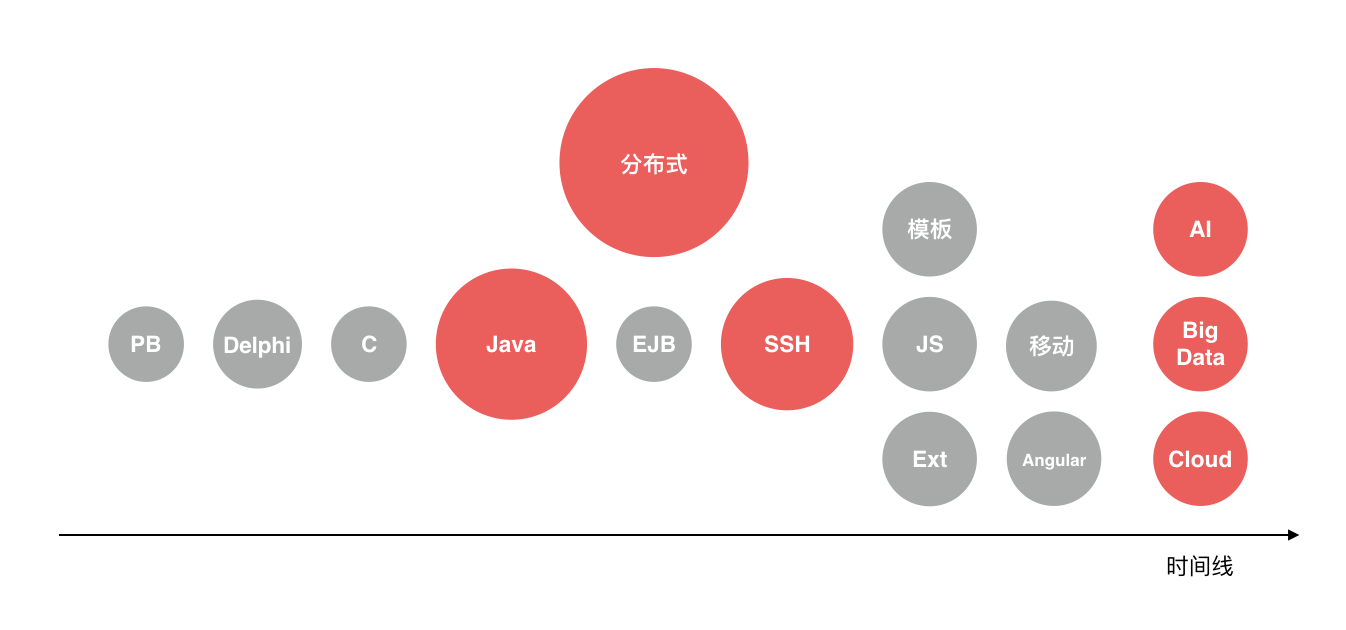 分布式
模板
AI
PB
Delphi
C
Java
EJB
SSH
JS
移动
Big
Data
Ext
Angular
Cloud
时间线